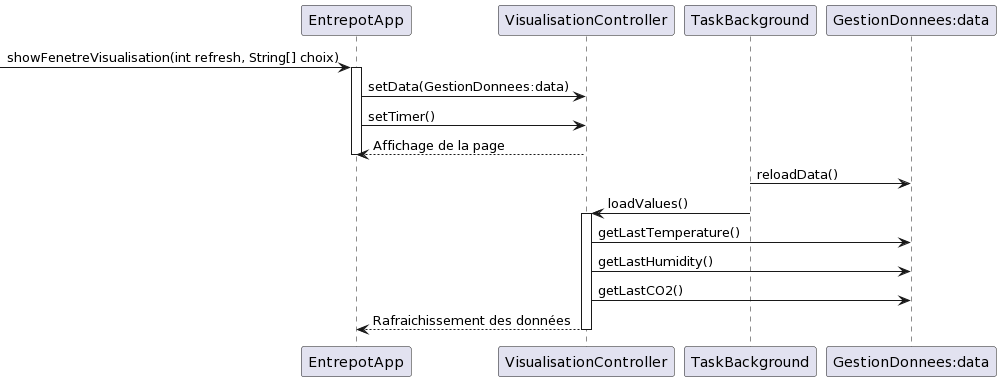 EntrepotApp
VisualisationController
TaskBackground
GestionDonnees:data
showFenetreVisualisation(int refresh, String[] choix)
setData(GestionDonnees:data)
setTimer()
Affichage de la page
reloadData()
loadValues()
getLastTemperature()
getLastHumidity()
getLastCO2()
Rafraichissement des données
EntrepotApp
VisualisationController
TaskBackground
GestionDonnees:data